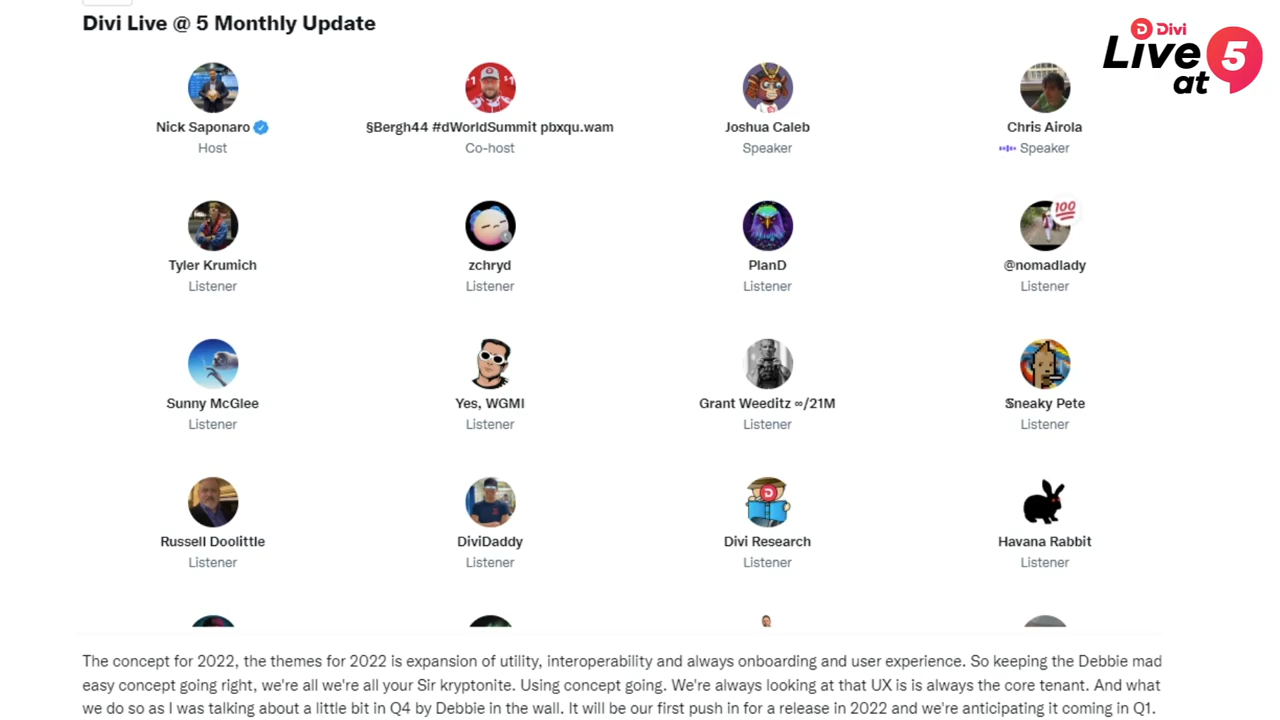 Divi Live @ 5 Monthly Update
Divi
Live
at 5
Nick Saponaro
§Bergh44 #dWorldSummit pbxqu.wam
Joshua Caleb
Chris Airola
Host
Co-host
Speaker
Speaker
100
Tyler Krumich
zchryd
PlanD
@nomadlady
Listener
Listener
Listener
Listener
Sunny McGlee
Yes, WGMI
Grant Weeditz ∞/21M
Sneaky Pete
Listener
Listener
Listener
Listener
Russell Doolittle
DiviDaddy
Divi Research
Havana Rabbit
Listener
Listener
Listener
Listener
The concept for 2022, the themes for 2022 is expansion of utility, interoperability and always onboarding and user experience. So keeping the Debbie mad
easy concept going right, we're all we're all your Sir kryptonite. Using concept going. We're always looking at that UX is is always the core tenant. And what
we do so as I was talking about a little bit in Q4 by Debbie in the wall. It will be our first push in for a release in 2022 and we're anticipating it coming in Q1.